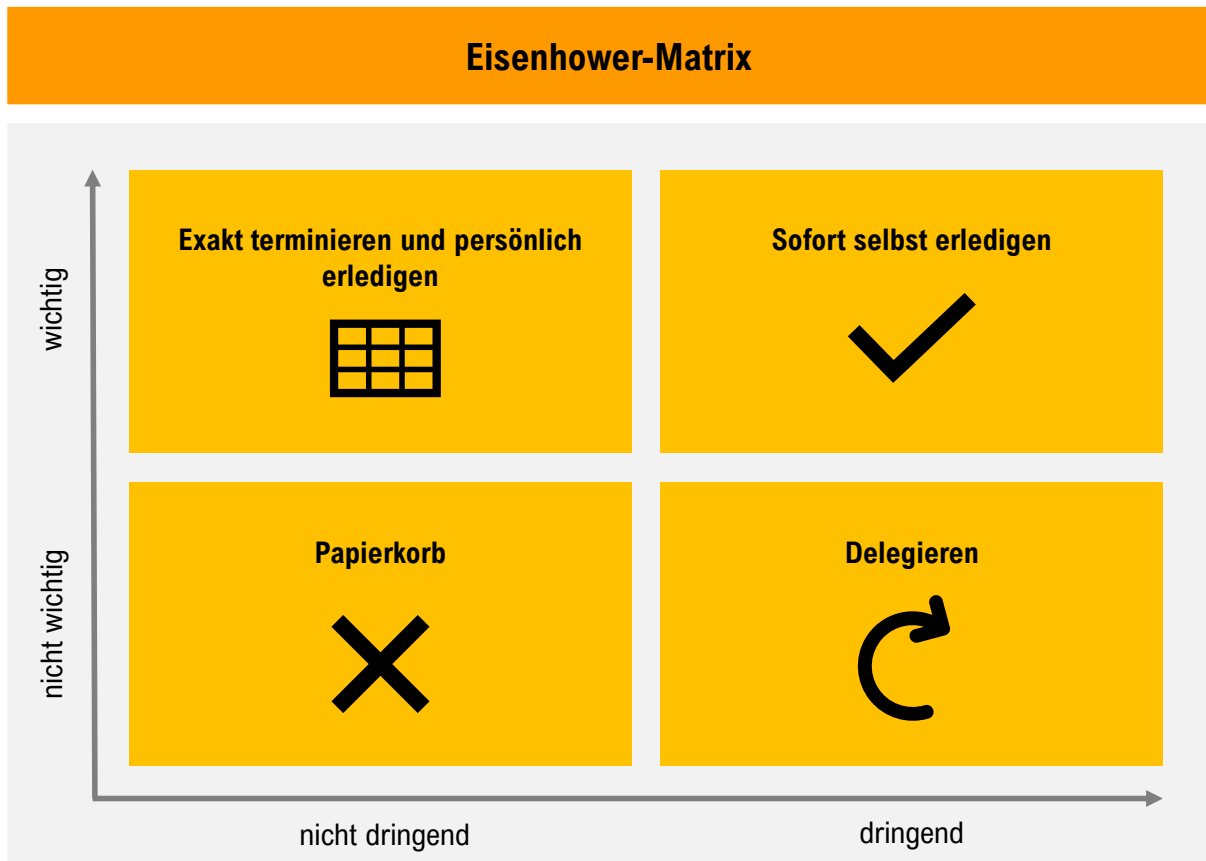 Eisenhower-Matrix
wichtig
Exakt terminieren und persönlich
erledigen
Sofort selbst erledigen
nicht wichtig
Papierkorb
Delegieren
nicht dringend
dringend